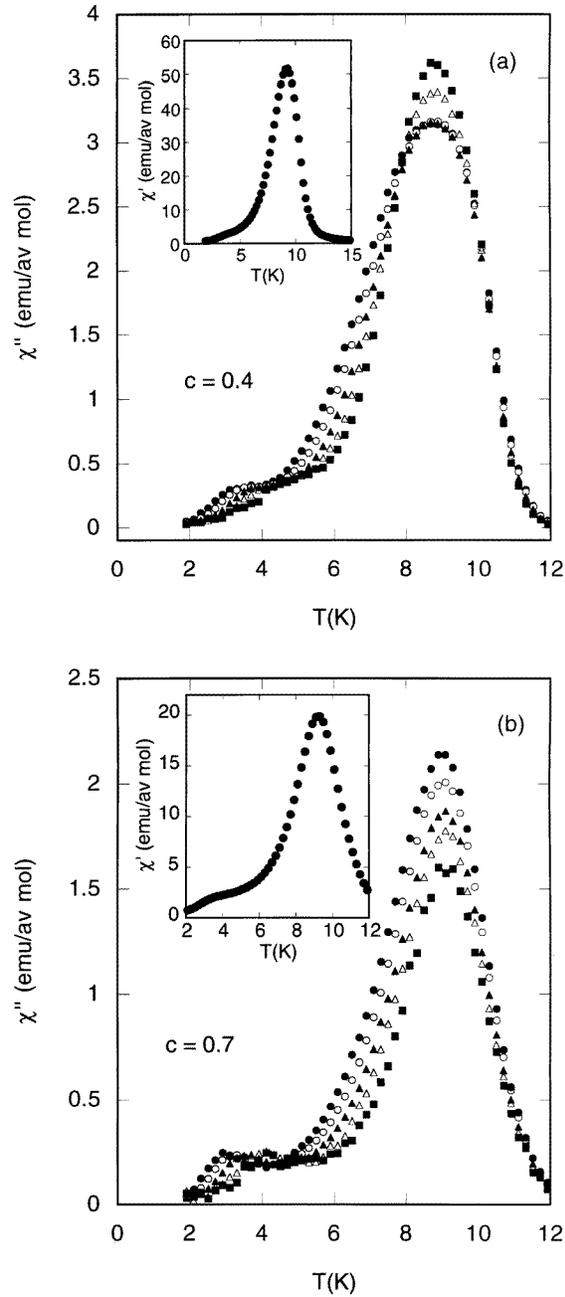 4
3.5
3
2.5
2
1.5
1
0.5
0
χ" (emu/av mol)
(a)
60
50
40
30
20
10
0
χ' (emu/av mol)
0 5 10 15
T(K)
c = 0.4
0 2 4 6 8 10 12
T(K)
2.5
2
1.5
1
0.5
0
χ" (emu/av mol)
(b)
20
15
10
5
0
χ' (emu/av mol)
2 4 6 8 10 12
T(K)
c = 0.7
0 2 4 6 8 10 12
T(K)